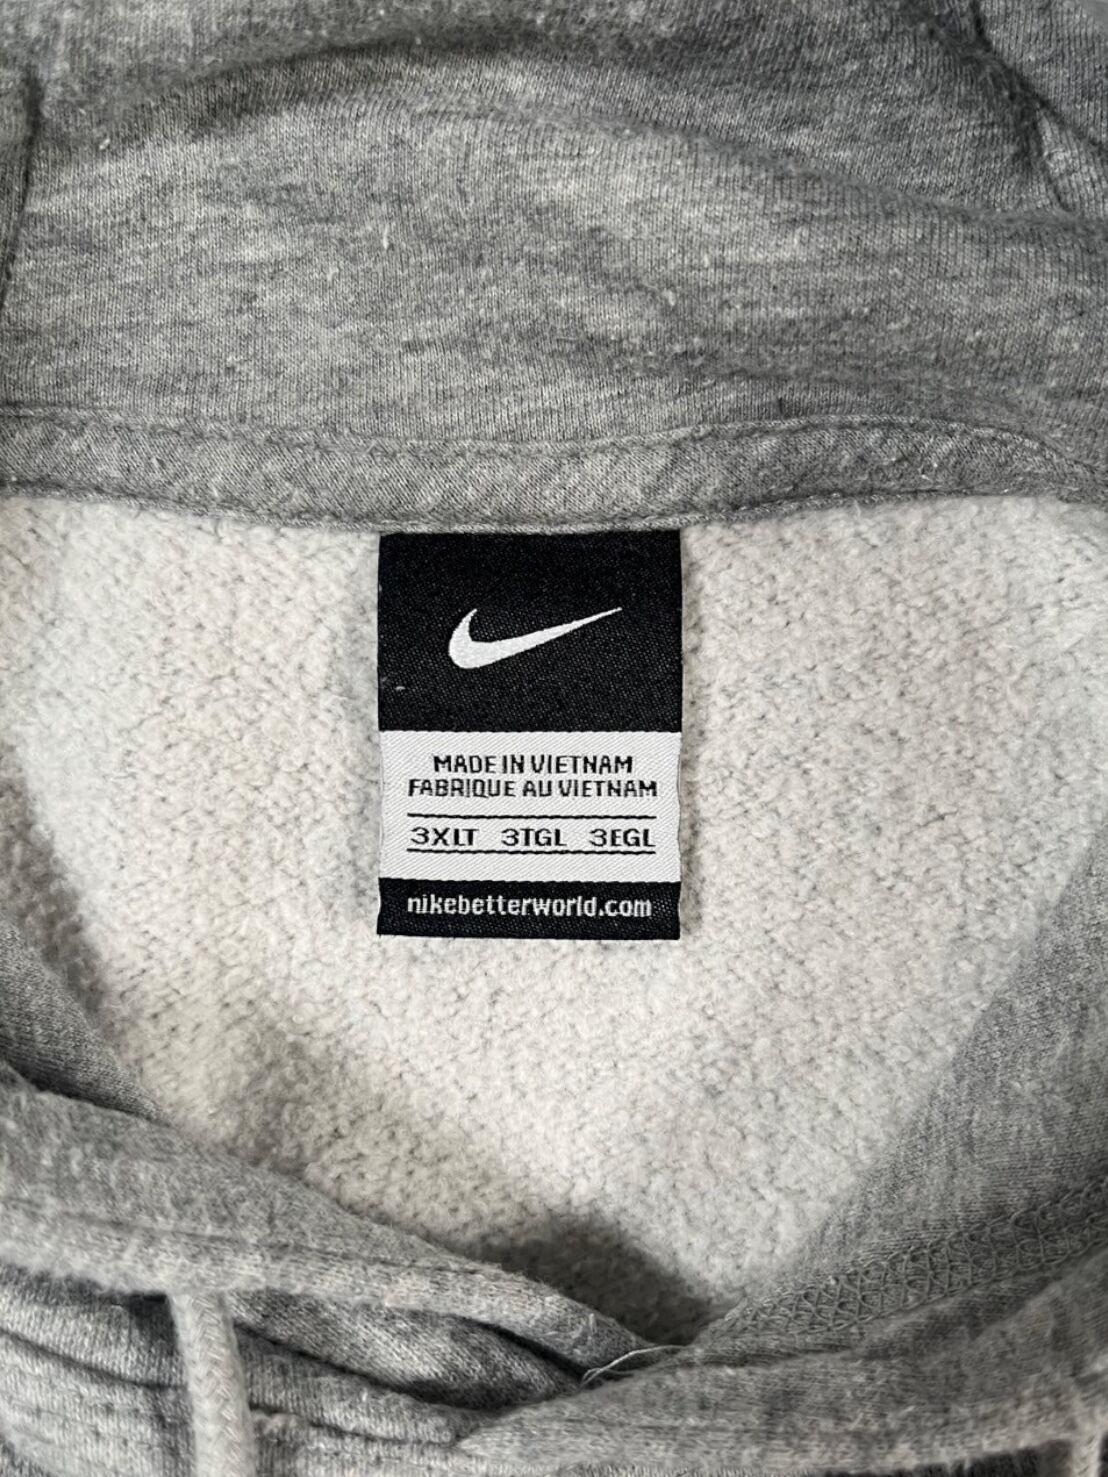 MADE IN VIETNAM
FABRIQUE AU VIETNAM
3XLT 3TGL 3EGL
nikebetterworld.com